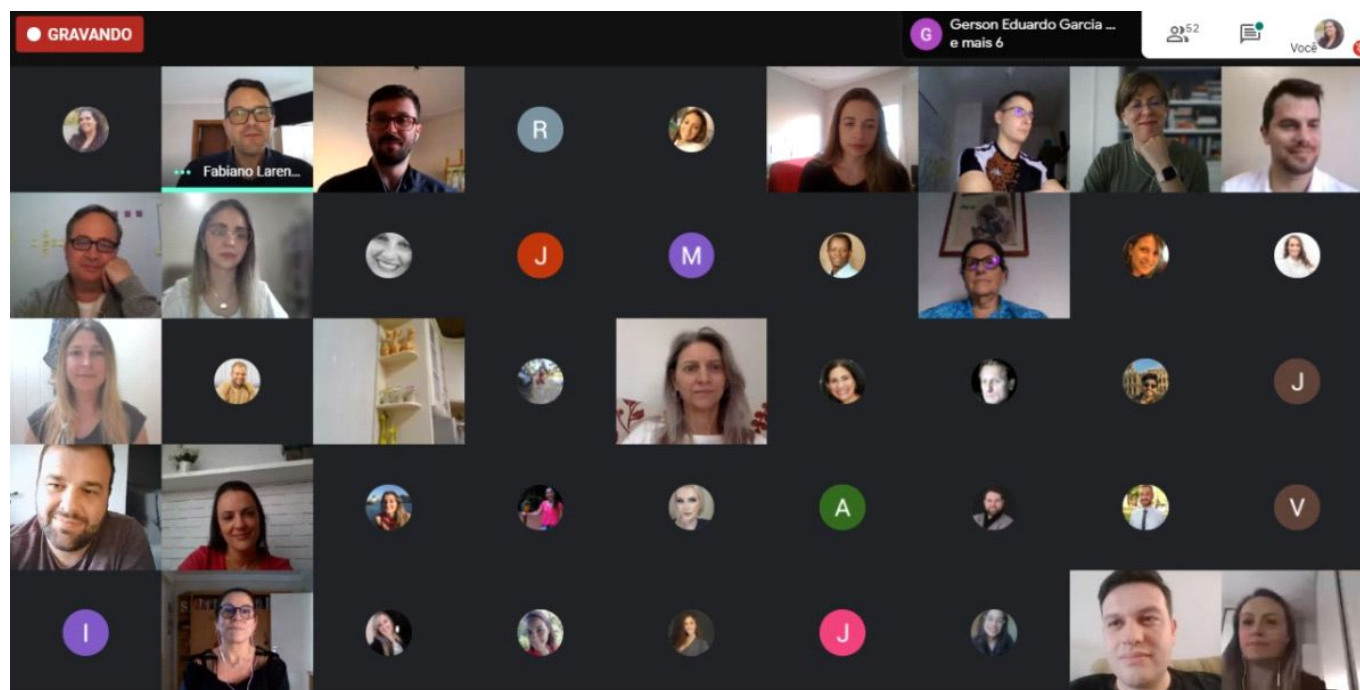 GRAVANDO
G
Gerson Eduardo Garcia ...
e mais 6
52
Você
Fabiano Laren...
R
J
M
J
A
V
I
J